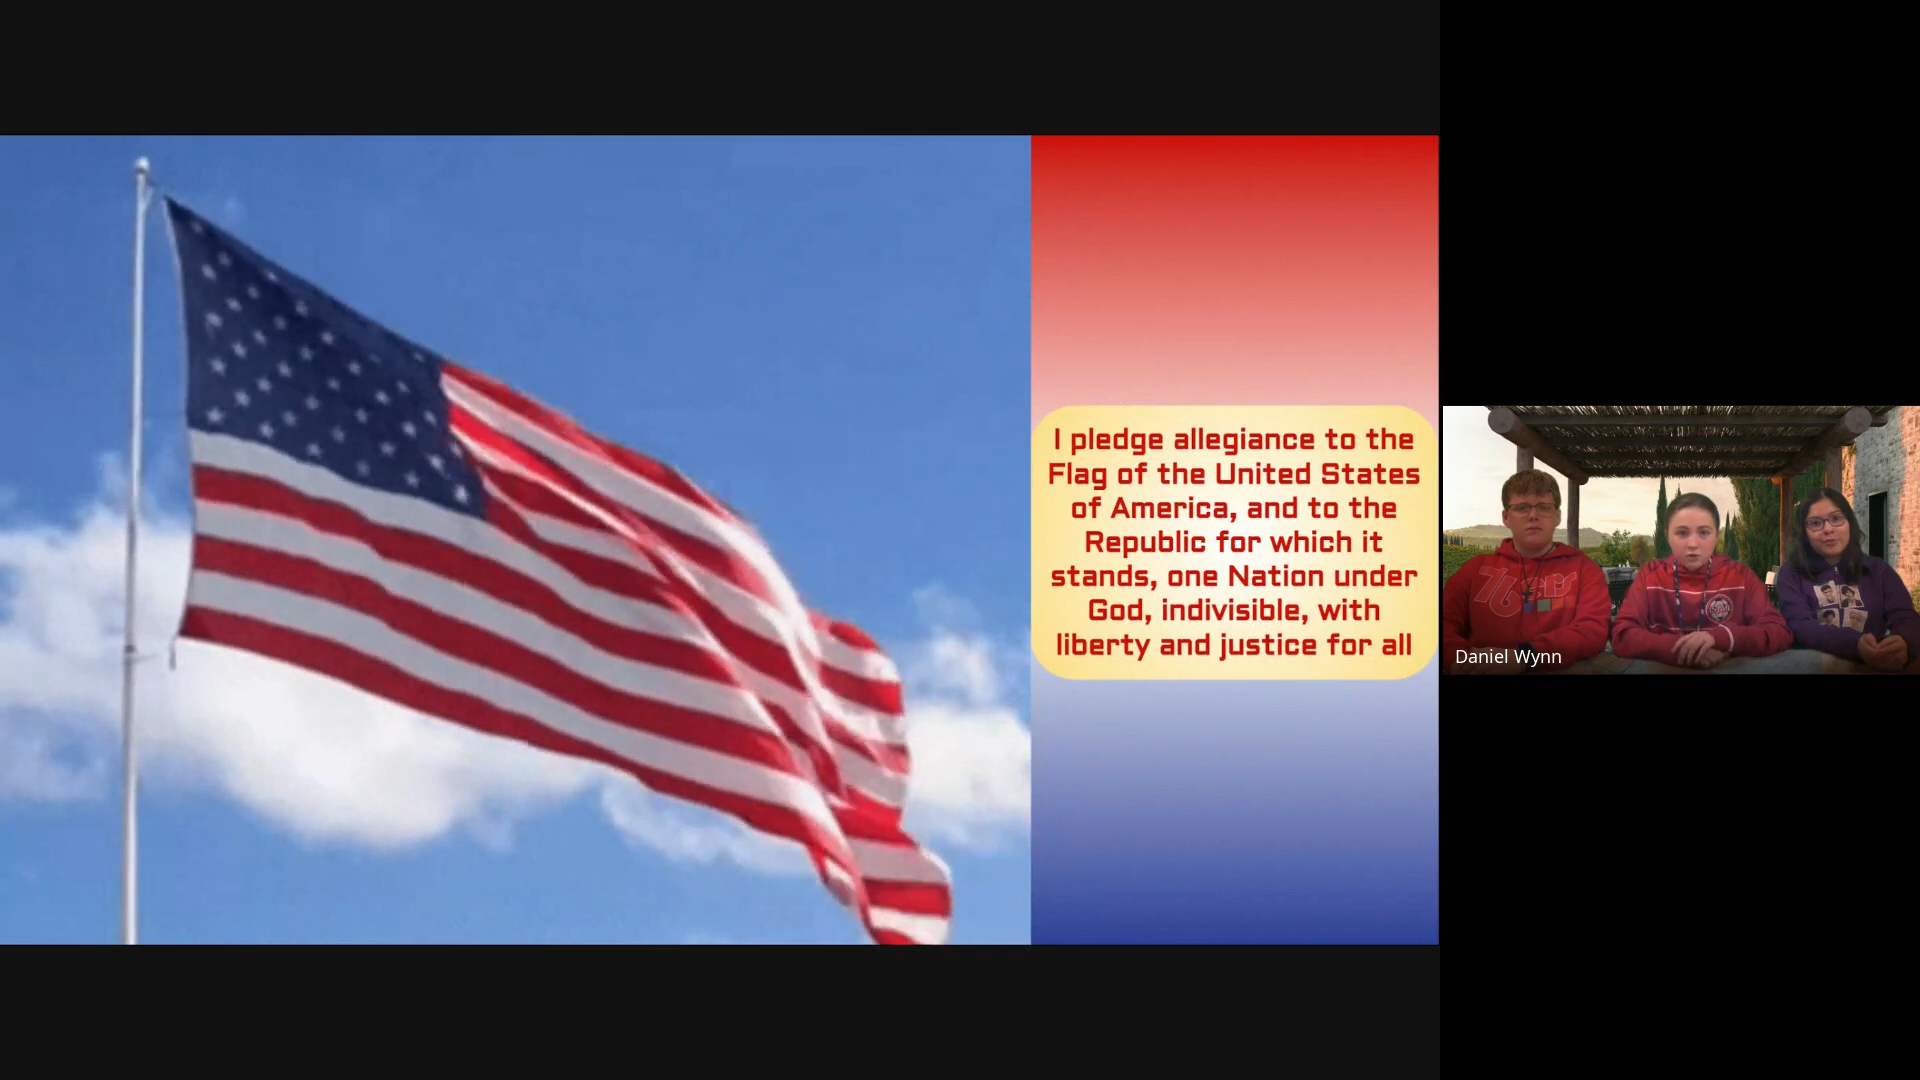 I pledge allegiance to the
Flag of the United States
of America, and to the
Republic for which it
stands, one Nation under
God, indivisible, with
liberty and justice for all
Daniel Wynn